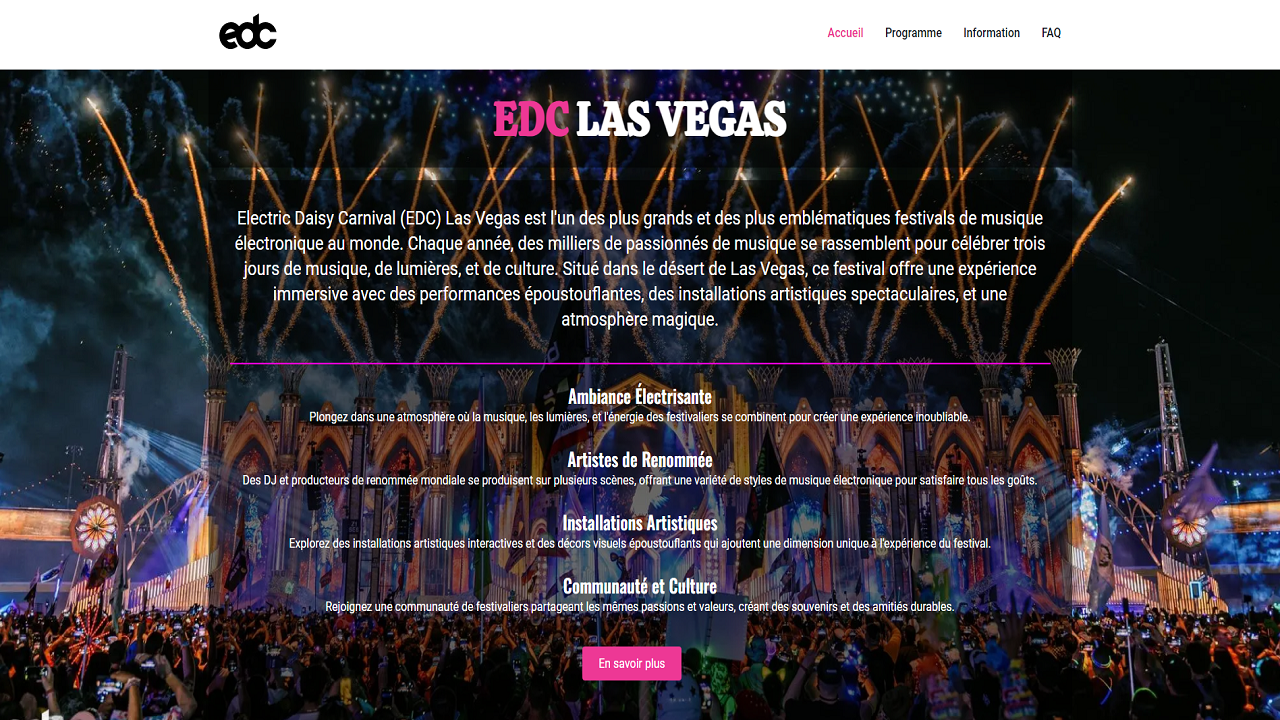 edc
Accueil Programme Information FAQ
EDC LAS VEGAS
Electric Daisy Carnival (EDC) Las Vegas est l'un des plus grands et des plus emblématiques festivals de musique
électronique au monde. Chaque année, des milliers de passionnés de musique se rassemblent pour célébrer trois
jours de musique, de lumières, et de culture. Situé dans le désert de Las Vegas, ce festival offre une expérience
immersive avec des performances époustouflantes, des installations artistiques spectaculaires, et une
atmosphère magique.
Ambiance Électrisante
Plongez dans une atmosphère où la musique, les lumières, et l'énergie des festivaliers se combinent pour créer une expérience inoubliable.
Artistes de Renommée
Des DJ et producteurs de renommée mondiale se produisent sur plusieurs scènes, offrant une variété de styles de musique électronique pour satisfaire tous les goûts.
Installations Artistiques
Explorez des installations artistiques interactives et des décors visuels époustouflants qui ajoutent une dimension unique à l'expérience du festival.
Communauté et Culture
Rejoignez une communauté de festivaliers partageant les mêmes passions et valeurs, créant des souvenirs et des amitiés durables.
En savoir plus